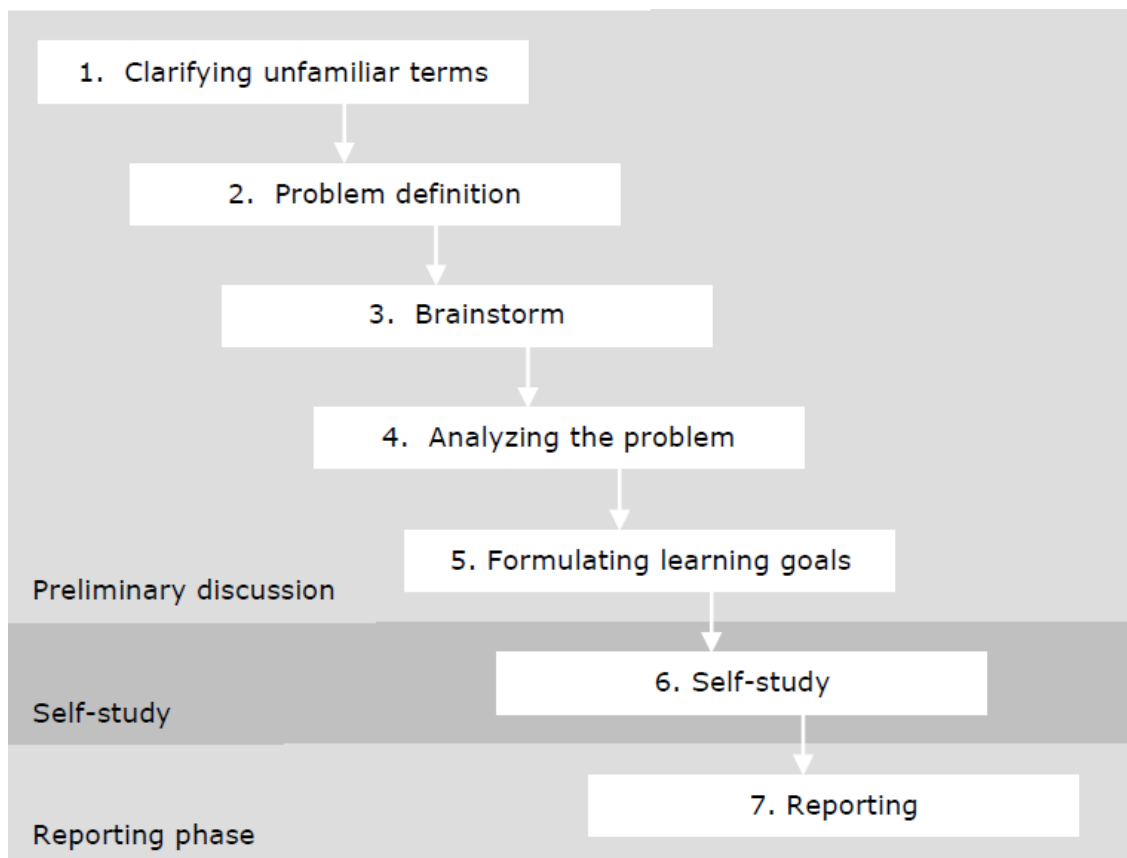 1. Clarifying unfamiliar terms
2. Problem definition
3. Brainstorm
4. Analyzing the problem
5. Formulating learning goals
Preliminary discussion
6. Self-study
Self-study
7. Reporting
Reporting phase